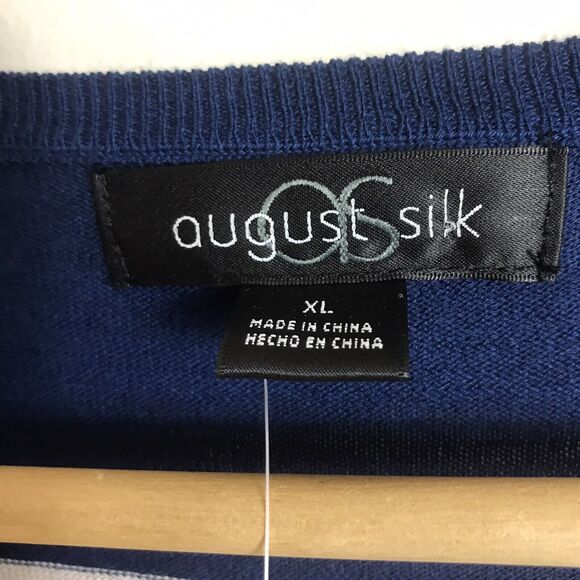 august silk
XL
MADE IN CHINA
HECHO EN CHINA